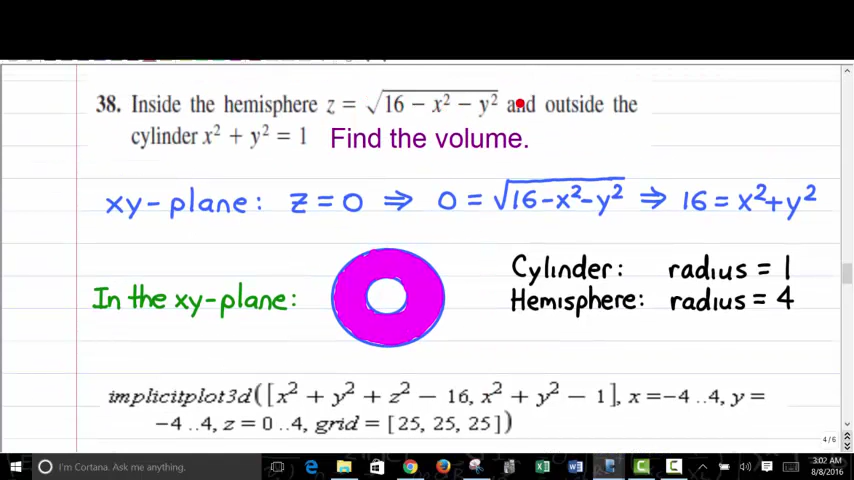 38. Inside the hemisphere z = √16 − x² − y² and outside the
cylinder x² + y² = 1 Find the volume.
xy-plane: z = 0 ⇒ 0 = √16-x²-y² ⇒ 16 = x²+y²
Cylinder: radius = 1
In the xy-plane: Hemisphere: radius = 4
implicitplot3d([x² + y² + z² − 16, x² + y² − 1], x = −4 ..4, y =
−4 ..4, z = 0 ..4, grid = [25, 25, 25])
4/6
I'm Cortana. Ask me anything.
3:02 AM
8/8/2016